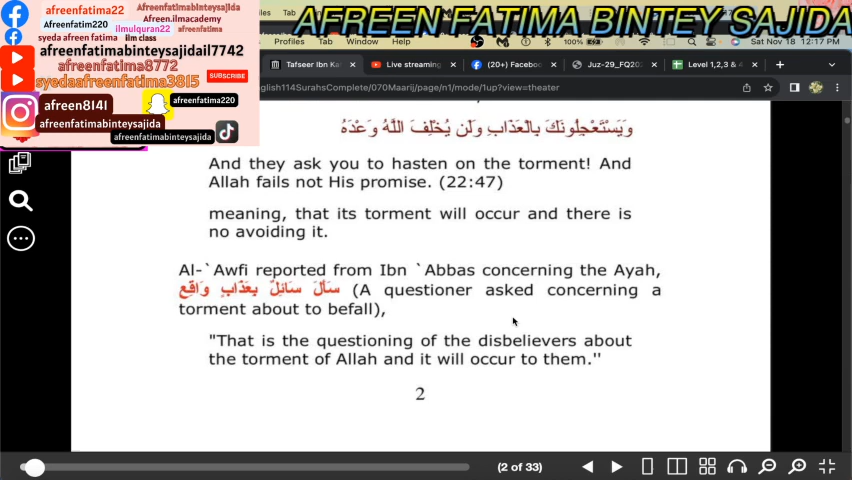 AFREEN FATIMA BINTEY SAJIDA
afreenfatima22
Afreenfatimabinteysajida
Afreen.ilmacademy
Afreenfatima220
ilmulquran22
afreenfatima
syeda afreenfatima
ilm class
afreenfatimabinteysajidail7742
afreenfatima8772
syedaafreenfatima3815
SUBSCRIBE
afreen8141
afreenfatima220
afreenfatimabinteysajida
afreenfatimabinteysajida
Profiles Tab Window Help
100%
Sat Nov 18 12:17 PM
Tafseer Ibn Ka
Live streaming
(20+) Facebook
Juz-29_FQ202
Level 1,2,3 & 4
glish114SurahsComplete/070Maarij/page/n1/mode/1up?view=theater
وَيَسْتَعْجِلُونَكَ بِالْعَذَابِ وَلَن يُخْلِفَ اللَّهُ وَعْدَهُ
And they ask you to hasten on the torment! And
Allah fails not His promise. (22:47)
meaning, that its torment will occur and there is
no avoiding it.
Al-`Awfi reported from Ibn `Abbas concerning the Ayah,
سَأَلَ سَائِلٌ بِعَذَابٍ وَاقِعٍ (A questioner asked concerning a
torment about to befall),
"That is the questioning of the disbelievers about
the torment of Allah and it will occur to them.''
2
(2 of 33)